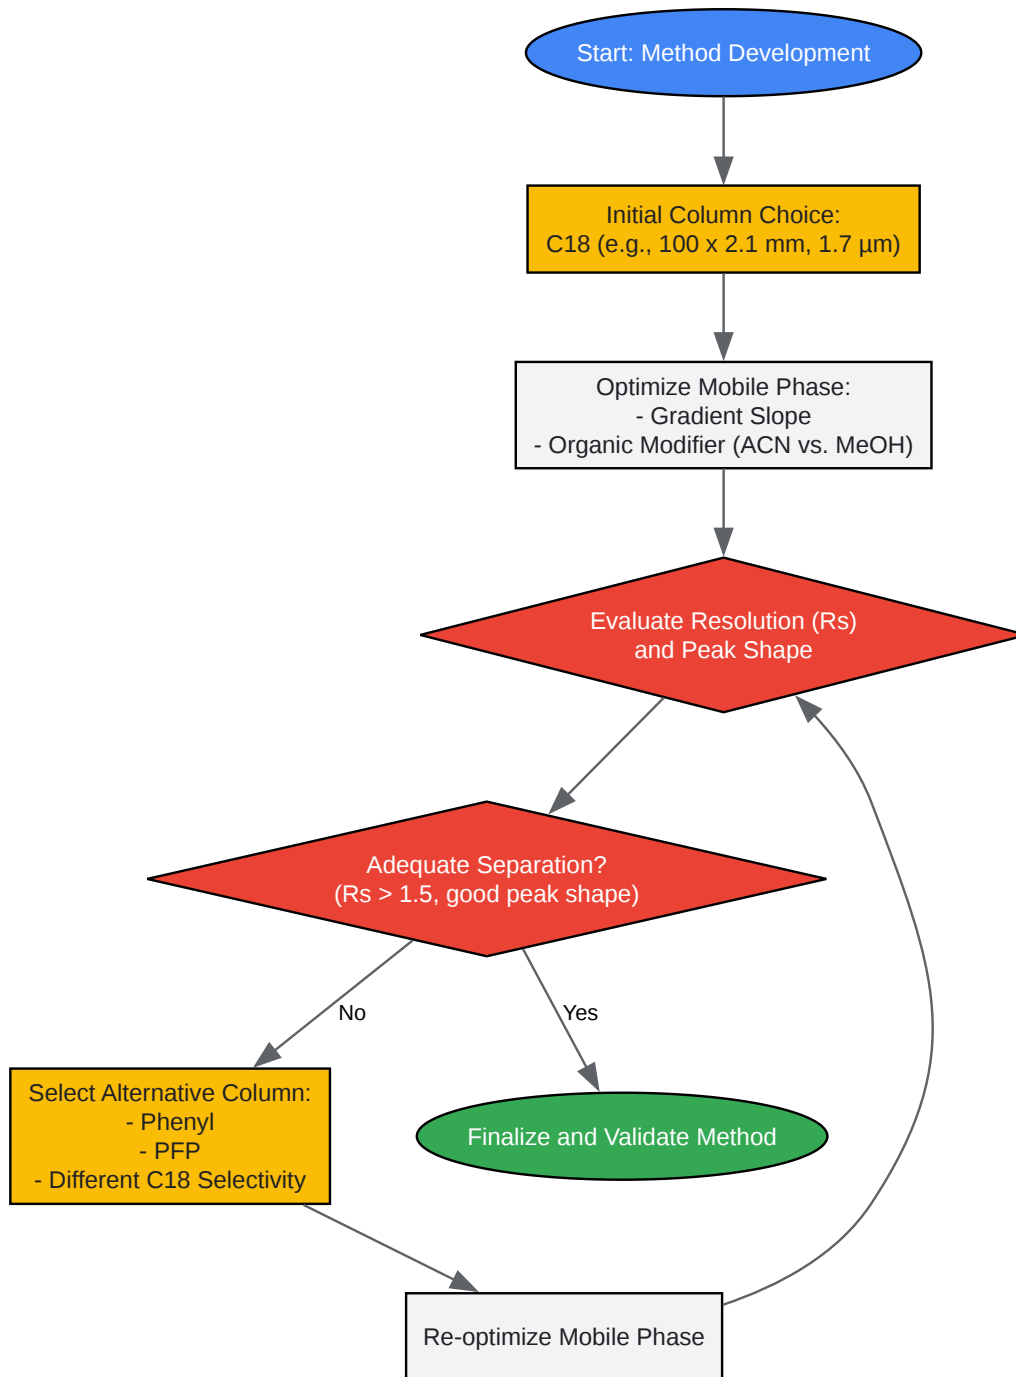 Start: Method Development
Initial Column Choice:
C18 (e.g., 100 x 2.1 mm, 1.7 µm)
Optimize Mobile Phase:
- Gradient Slope
- Organic Modifier (ACN vs. MeOH)
Evaluate Resolution (Rs)
and Peak Shape
Adequate Separation?
(Rs > 1.5, good peak shape)
No
Yes
Select Alternative Column:
- Phenyl
- PFP
- Different C18 Selectivity
Finalize and Validate Method
Re-optimize Mobile Phase